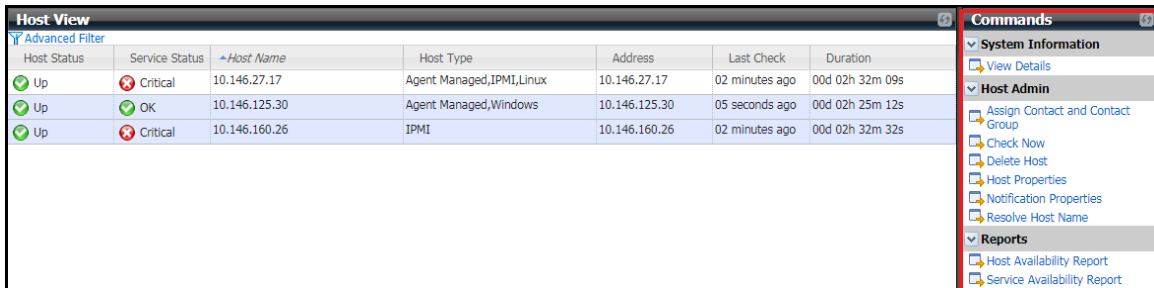 Host View
Advanced Filter
Host Status Service Status Host Name Host Type Address Last Check Duration
Up Critical 10.146.27.17 Agent Managed,IPMI,Linux 10.146.27.17 02 minutes ago 00d 02h 32m 09s
Up OK 10.146.125.30 Agent Managed,Windows 10.146.125.30 05 seconds ago 00d 02h 25m 12s
Up Critical 10.146.160.26 IPMI 10.146.160.26 02 minutes ago 00d 02h 32m 32s
Commands
System Information
View Details
Host Admin
Assign Contact and Contact
Group
Check Now
Delete Host
Host Properties
Notification Properties
Resolve Host Name
Reports
Host Availability Report
Service Availability Report